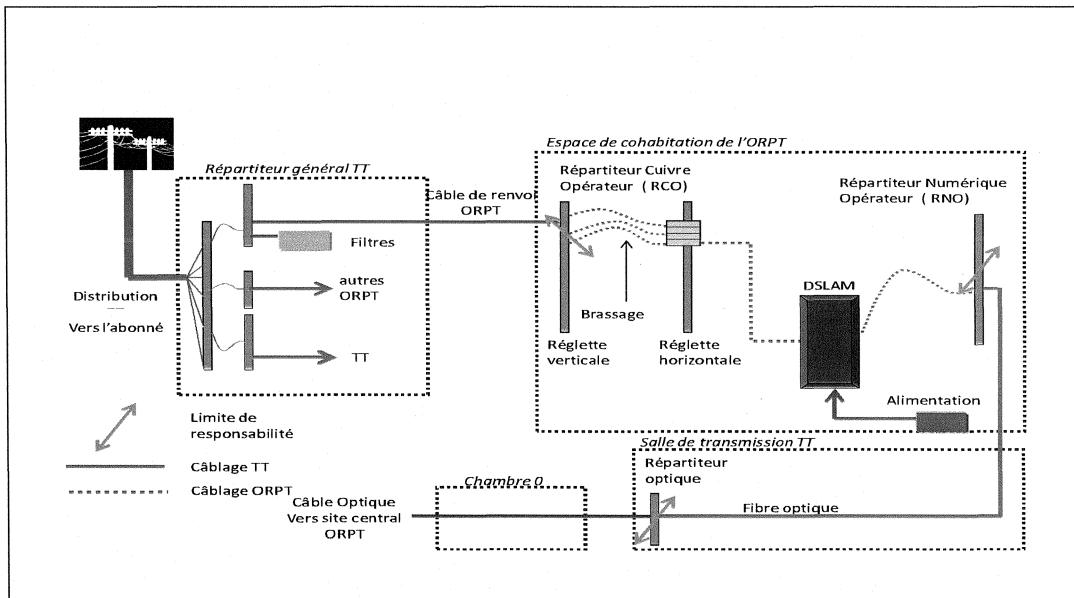 Espace de cohabitation de l'ORPT
Répartiteur général TT
Câble de renvoi
ORPT
Répartiteur Cuivre
Opérateur ( RCO)
Répartiteur Numérique
Opérateur ( RNO)
Filtres
autres
ORPT
TT
Distribution
Vers l'abonné
Brassage
Réglette
verticale
Réglette
horizontale
DSLAM
Alimentation
Limite de
responsabilité
Câblage TT
Câblage ORPT
Salle de transmission TT
Répartiteur
optique
Fibre optique
Chambre 0
Câble Optique
Vers site central
ORPT